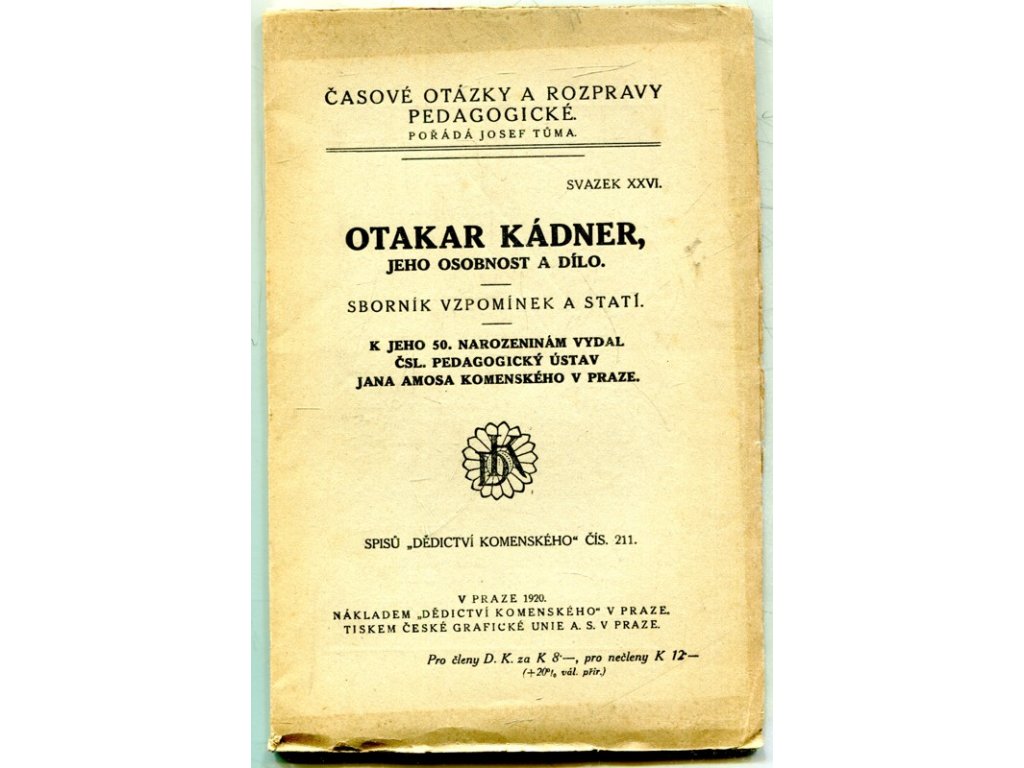 ČASOVÉ OTÁZKY A ROZPRAVY
PEDAGOGICKÉ.
POŘÁDÁ JOSEF TŮMA.
SVAZEK XXVI.
OTAKAR KÁDNER,
JEHO OSOBNOST A DÍLO.
SBORNÍK VZPOMÍNEK A STATÍ.
K JEHO 50. NAROZENINÁM VYDAL
ČSL. PEDAGOGICKÝ ÚSTAV
JANA AMOSA KOMENSKÉHO V PRAZE.
DK
SPISŮ „DĚDICTVÍ KOMENSKÉHO“ ČÍS. 211.
V PRAZE 1920.
NÁKLADEM „DĚDICTVÍ KOMENSKÉHO“ V PRAZE.
TISKEM ČESKÉ GRAFICKÉ UNIE A. S. V PRAZE.
Pro členy D. K. za K 8·—, pro nečleny K 12·—
(+20% vál. přir.)